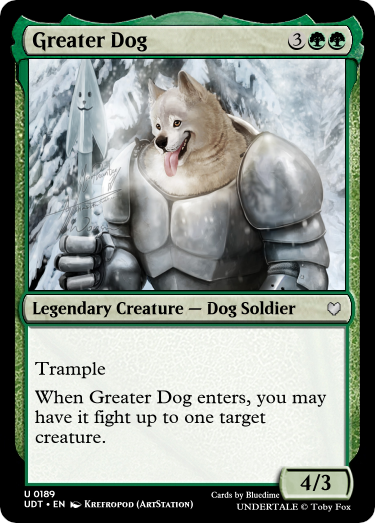 Greater Dog 3
Legendary Creature — Dog Soldier
Trample
When Greater Dog enters, you may
have it fight up to one target
creature.
4/3
U 0189
UDT • EN Krefropod (ArtStation)
Cards by Bluedime
UNDERTALE © Toby Fox